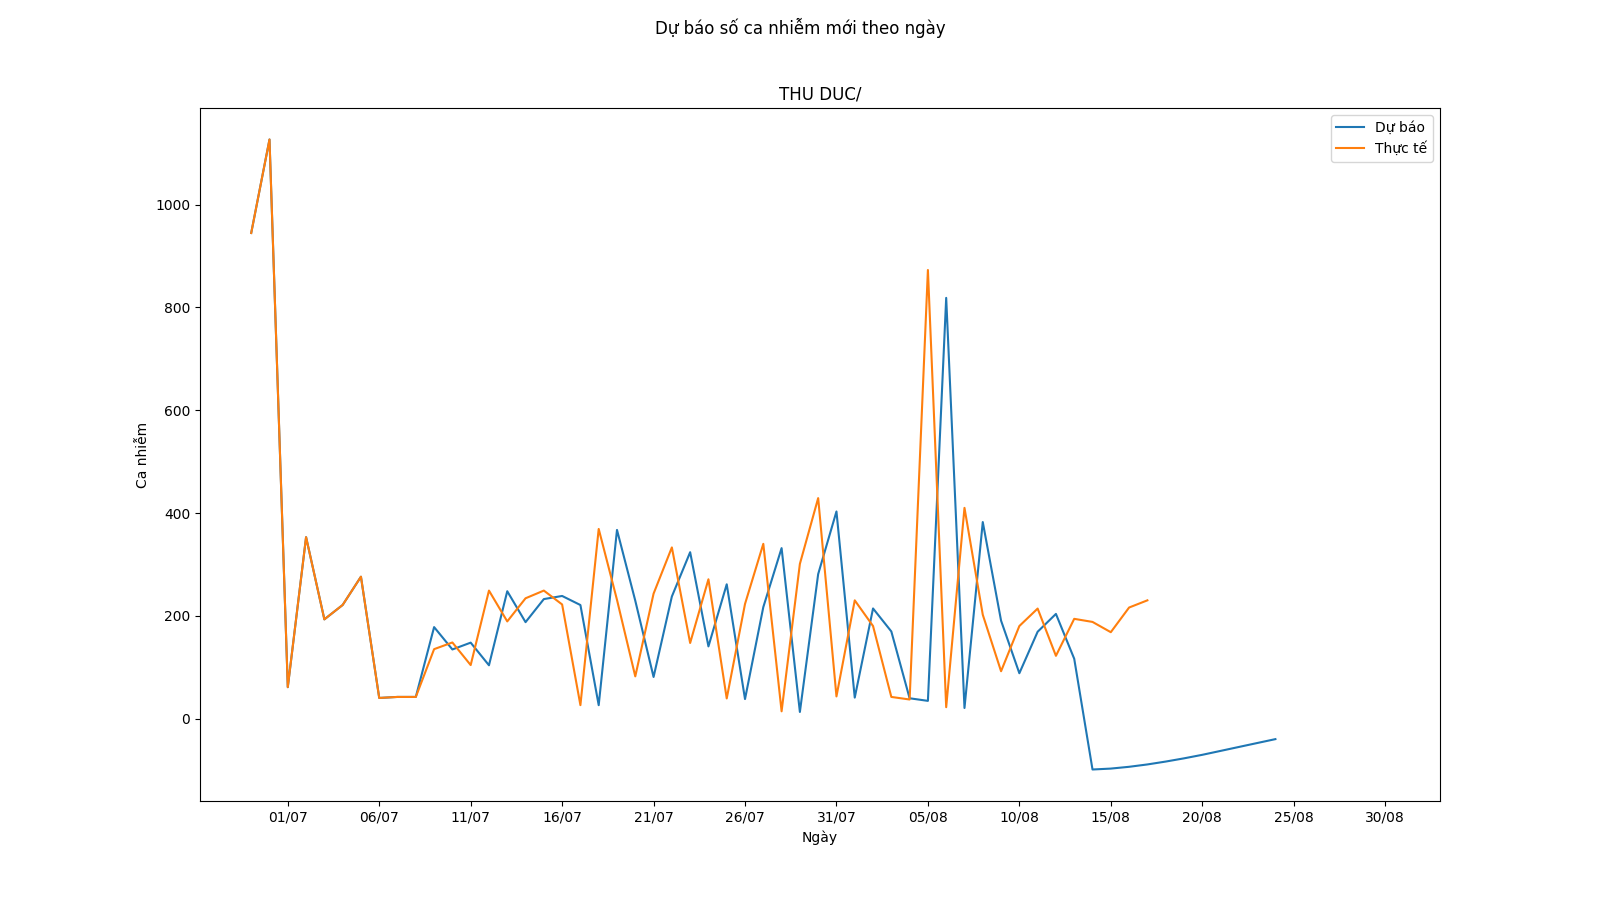 Dự báo số ca nhiễm mới theo ngày
THU DUC/
Dự báo
Thực tế
Ca nhiễm
1000
800
600
400
200
0
01/07 06/07 11/07 16/07 21/07 26/07 31/07 05/08 10/08 15/08 20/08 25/08 30/08
Ngày